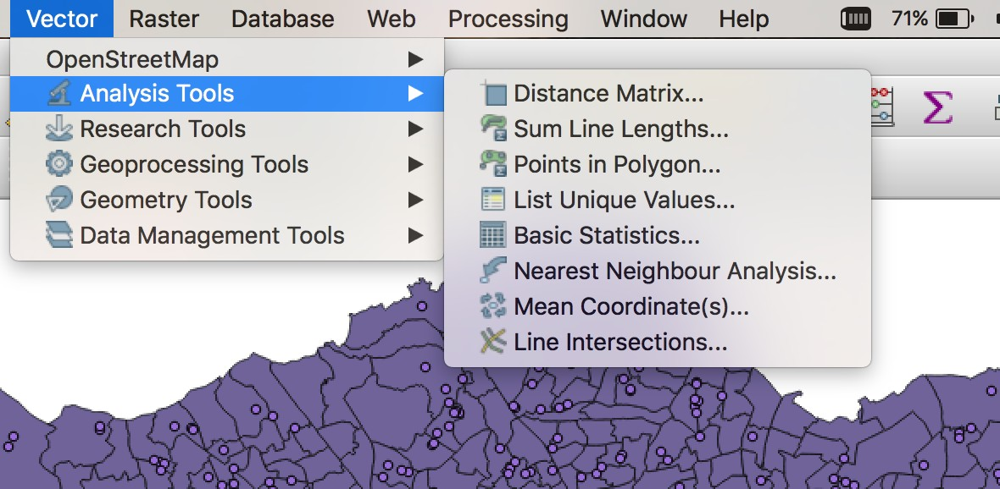 Vector Raster Database Web Processing Window Help 71%
OpenStreetMap
Analysis Tools
Research Tools
Geoprocessing Tools
Geometry Tools
Data Management Tools
Distance Matrix...
Sum Line Lengths...
Points in Polygon...
List Unique Values...
Basic Statistics...
Nearest Neighbour Analysis...
Mean Coordinate(s)...
Line Intersections...
Σ